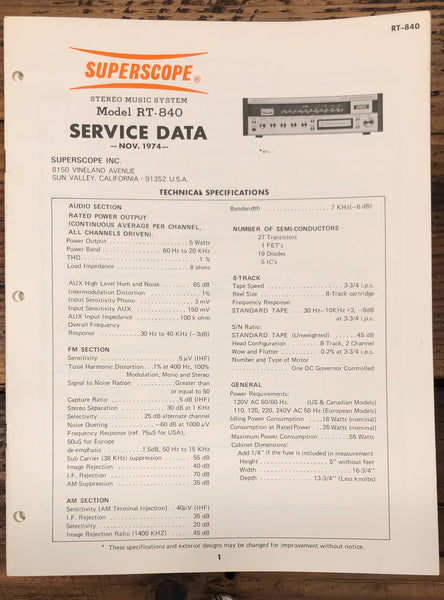 RT-840
SUPERSCOPE®
STEREO MUSIC SYSTEM
Model RT-840
SERVICE DATA
—NOV. 1974—
SUPERSCOPE INC.
8150 VINELAND AVENUE
SUN VALLEY, CALIFORNIA · 91352 U.S.A.
TECHNICAL SPECIFICATIONS
AUDIO SECTION
RATED POWER OUTPUT
(CONTINUOUS AVERAGE PER CHANNEL,
ALL CHANNELS DRIVEN).
Power Output . . . . . 5 Watts
Power Band . . . . . 60 Hz to 20 KHz
THD . . . . . 1 %
Load Impedance . . . . . 8 ohms
AUX High Level Hum and Noise . . . . . 65 dB
Intermodulation Distortion . . . . . 1%
Input Sensitivity Phono . . . . . 3 mV
AUX Input Sensitivity . . . . . 150 mV
AUX Input Impedance . . . . . 100 k ohm
Overall Frequency
Response . . . . . 30 Hz to 40 KHz (−3dB)
FM SECTION
Sensitivity . . . . . 5 μV (IHF)
Total Harmonic Distortion . . 1% at 400 Hz, 100%
Modulation, Mono and Stereo
Signal to Noise Ration . . . . . Greater than
or equal to 50
Capture Ratio . . . . . 5 dB (IHF)
Stereo Separation . . . . . 30 dB at 1 KHz
Selectivity . . . . . 25 dB alternate channel
Noise Queting . . . . . −60 dB at 1000 μV
Frequency Response (ref. 75uS for USA),
50uS for Europe
de-emphasis . . . . . 1.5dB, 50 Hz to 15 KHz
Sub Carrier (38 KHz) suppression . . . . . 55 dB
Image Rejection . . . . . 40 dB
I.F. Rejection . . . . . 70 dB
AM Suppression . . . . . 35 dB
AM SECTION
Sensitivity (AM Terminal Injection) . 40μV (IHF)
I.F. Rejection . . . . . 35 dB
Selectivity . . . . . 20 dB
Image Rejection Ratio (1400 KHZ) . . . . . 45 dB
Bandwidth . . . . . 7 KHz(−6 dB)
NUMBER OF SEMI-CONDUCTORS
27 Transistors
1 FET's
19 Diodes
5 IC's
8-TRACK
Tape Speed . . . . . 3-3/4 i.p.s.
Reel Size . . . . . 8-Track cartridge
Frequency Response:
STANDARD TAPE . . . . . 30 Hz−10KHz +3, −6dB
at 3-3/4 i.p.s.
S/N Ratio:
STANDARD TAPE (Unweighted) . . . . . 45 dB
Head Configuration . . . . . 8-Track, 2 Channel
Wow and Flutter . . . . . 0.2% at 3-3/4 i.p.s.
Number and Type of Motor
. . . . . One DC Governor Controlled
GENERAL
Power Requirements:
120V AC 50/60 Hz. (US & Canadian Models)
110, 120, 220, 240V AC 50 Hz (European Models)
Idling Power Consumption . . . . 16 Watts (nominal)
Consumption at Rated Power . . 35 Watts (nominal)
Maximum Power Consumption . . . . . 55 Watts
Cabinet Dimensions:
Add 1/4" if the fuse is included in measurement
Height . . . . . 5" without feet
Width . . . . . 16-3/4"
Depth . . . . . 13-3/4" (Less knolbs)
* These specifications and exterior designs may be changed for improvement without notice.
1